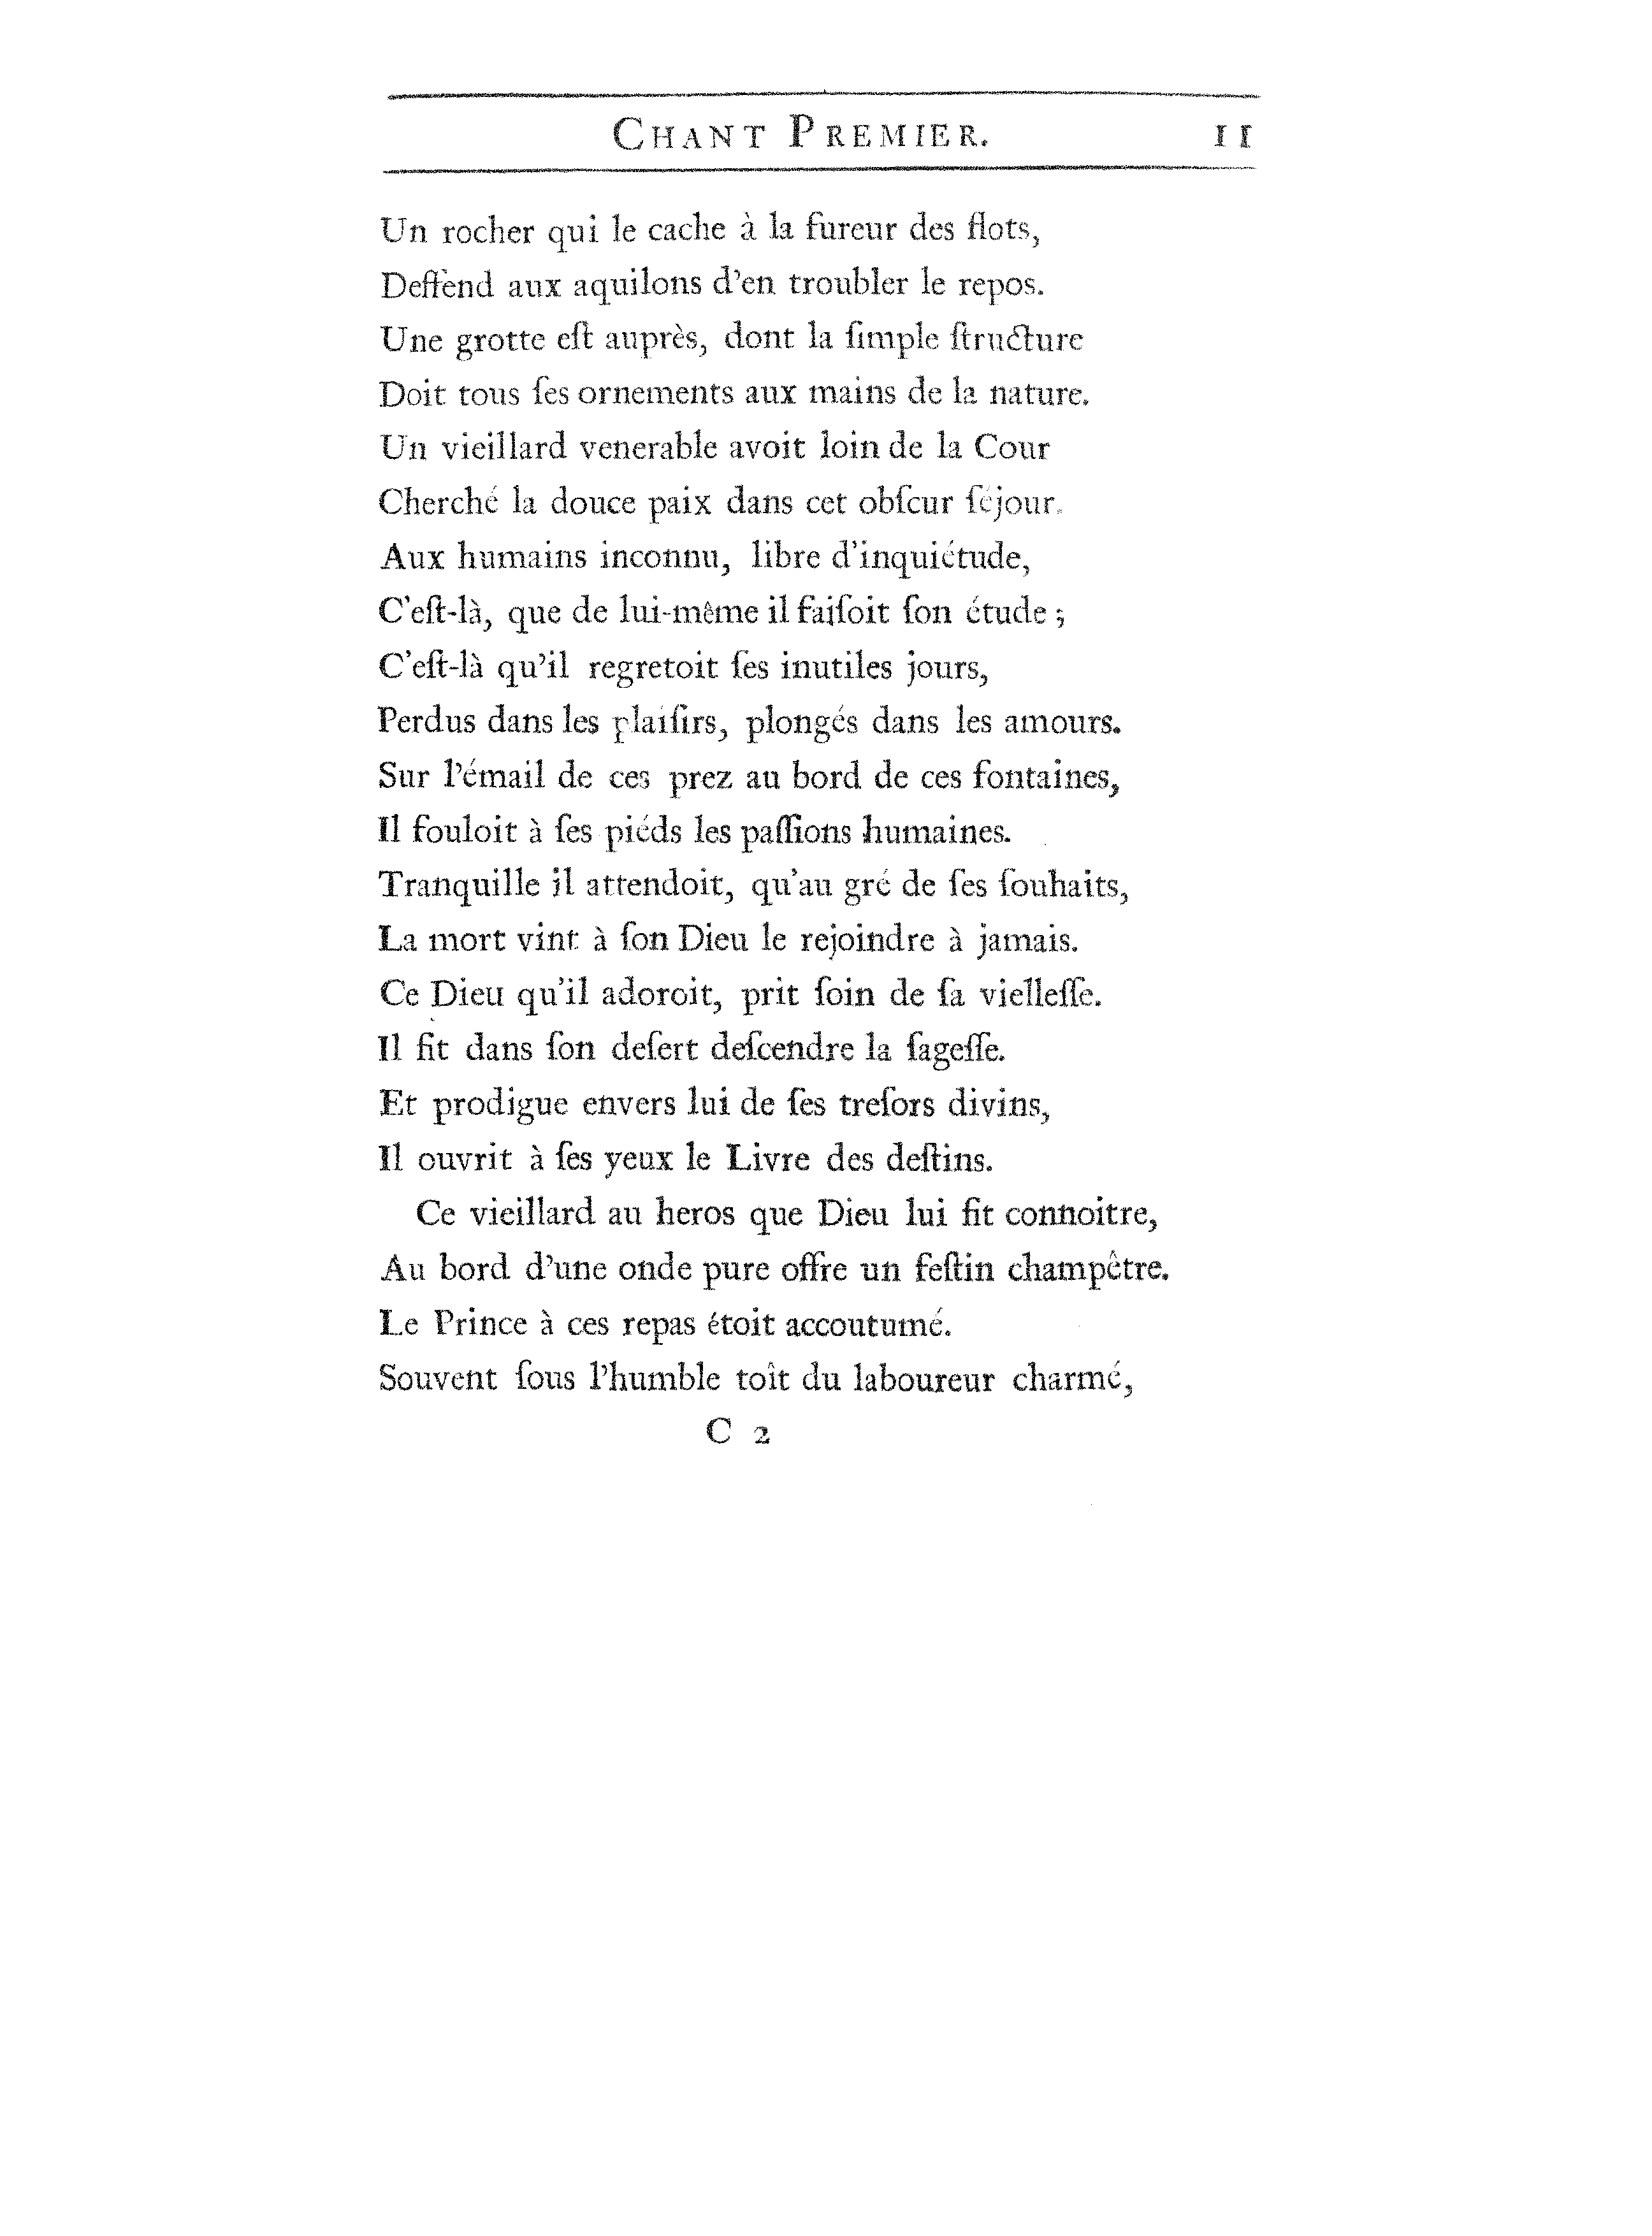 CHANT PREMIER. 11
Un rocher qui le cache à la fureur des flots,
Deffend aux aquilons d'en troubler le repos.
Une grotte eſt auprès, dont la ſimple ſtructure
Doit tous ſes ornements aux mains de la nature.
Un vieillard venerable avoit loin de la Cour
Cherché la douce paix dans cet obſcur ſéjour.
Aux humains inconnu, libre d'inquiétude,
C'eſt-là, que de lui-même il faiſoit ſon étude ;
C'eſt-là qu'il regretoit ſes inutiles jours,
Perdus dans les plaiſirs, plongés dans les amours.
Sur l'émail de ces prez au bord de ces fontaines,
Il fouloit à ſes piéds les paſſions humaines.
Tranquille il attendoit, qu'au gré de ſes ſouhaits,
La mort vint à ſon Dieu le rejoindre à jamais.
Ce Dieu qu'il adoroit, prit ſoin de ſa vielleſſe.
Il fit dans ſon deſert deſcendre la ſageſſe.
Et prodigue envers lui de ſes treſors divins,
Il ouvrit à ſes yeux le Livre des deſtins.
Ce vieillard au heros que Dieu lui fit connoitre,
Au bord d'une onde pure offre un feſtin champêtre.
Le Prince à ces repas étoit accoutumé.
Souvent ſous l'humble toît du laboureur charmé,
C 2